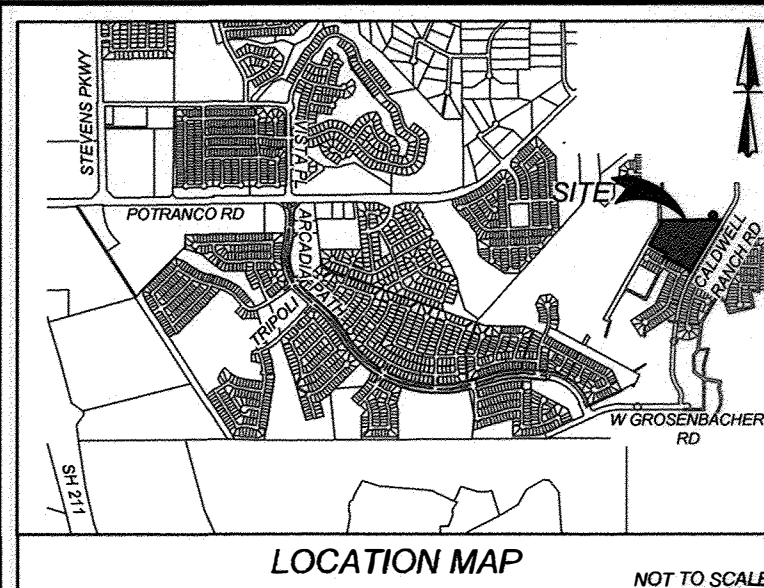 STEVENS PKWY
VISTA PL
SITE
POTRANCO RD
ARCADIA
PATH
CALDWELL
RANCH RD
TRIPOLI
W GROSENBACHER
RD
SH 211
LOCATION MAP
NOT TO SCALE